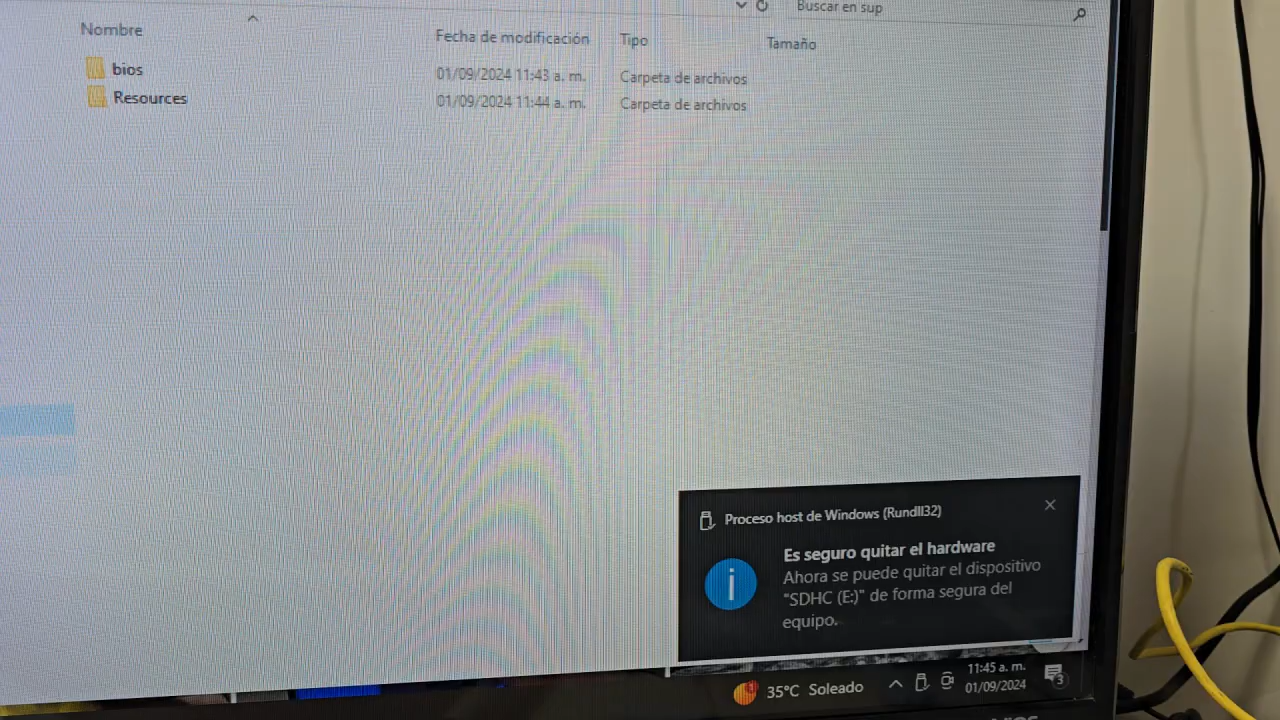 Buscar en sup
Nombre
Fecha de modificación
Tipo
Tamaño
bios
01/09/2024 11:43 a. m.
Carpeta de archivos
Resources
01/09/2024 11:44 a. m.
Carpeta de archivos
Proceso host de Windows (Rundll32)
Es seguro quitar el hardware
Ahora se puede quitar el dispositivo
"SDHC (E:)" de forma segura del
equipo.
35°C Soleado
11:45 a. m.
01/09/2024
3